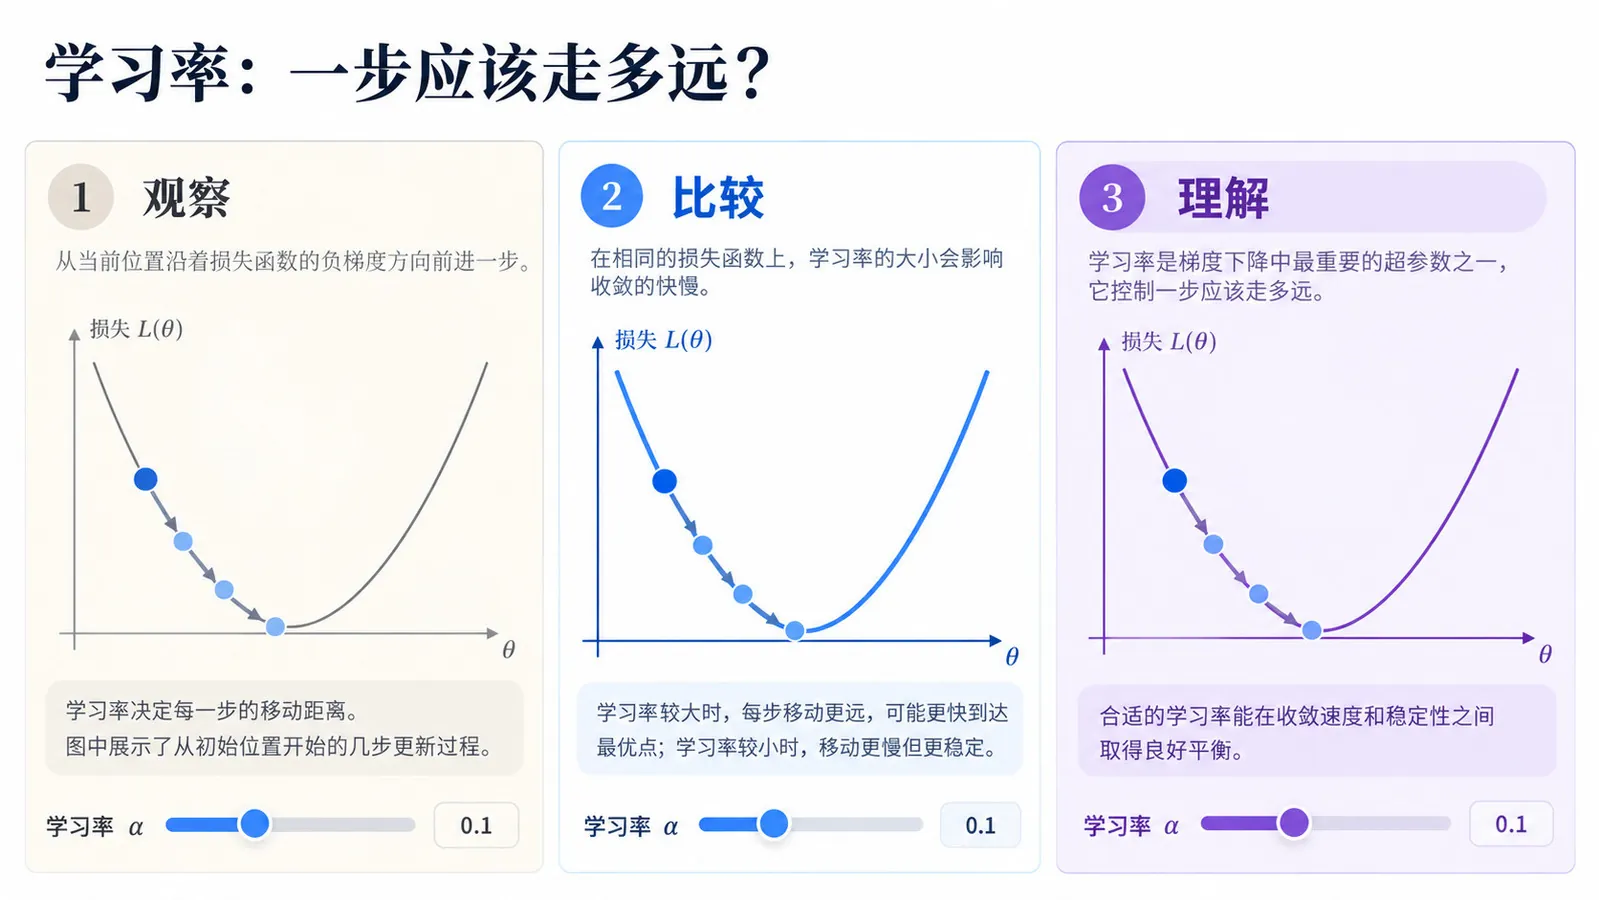 学习率：一步应该走多远？
1 观察
从当前位置沿着损失函数的负梯度方向前进一步。
损失 L(θ)
θ
学习率决定每一步的移动距离。
图中展示了从初始位置开始的几步更新过程。
学习率 α 0.1
2 比较
在相同的损失函数上，学习率的大小会影响
收敛的快慢。
损失 L(θ)
θ
学习率较大时，每步移动更远，可能更快到达
最优点；学习率较小时，移动更慢但更稳定。
学习率 α 0.1
3 理解
学习率是梯度下降中最重要的超参数之一，
它控制一步应该走多远。
损失 L(θ)
θ
合适的学习率能在收敛速度和稳定性之间
取得良好平衡。
学习率 α 0.1